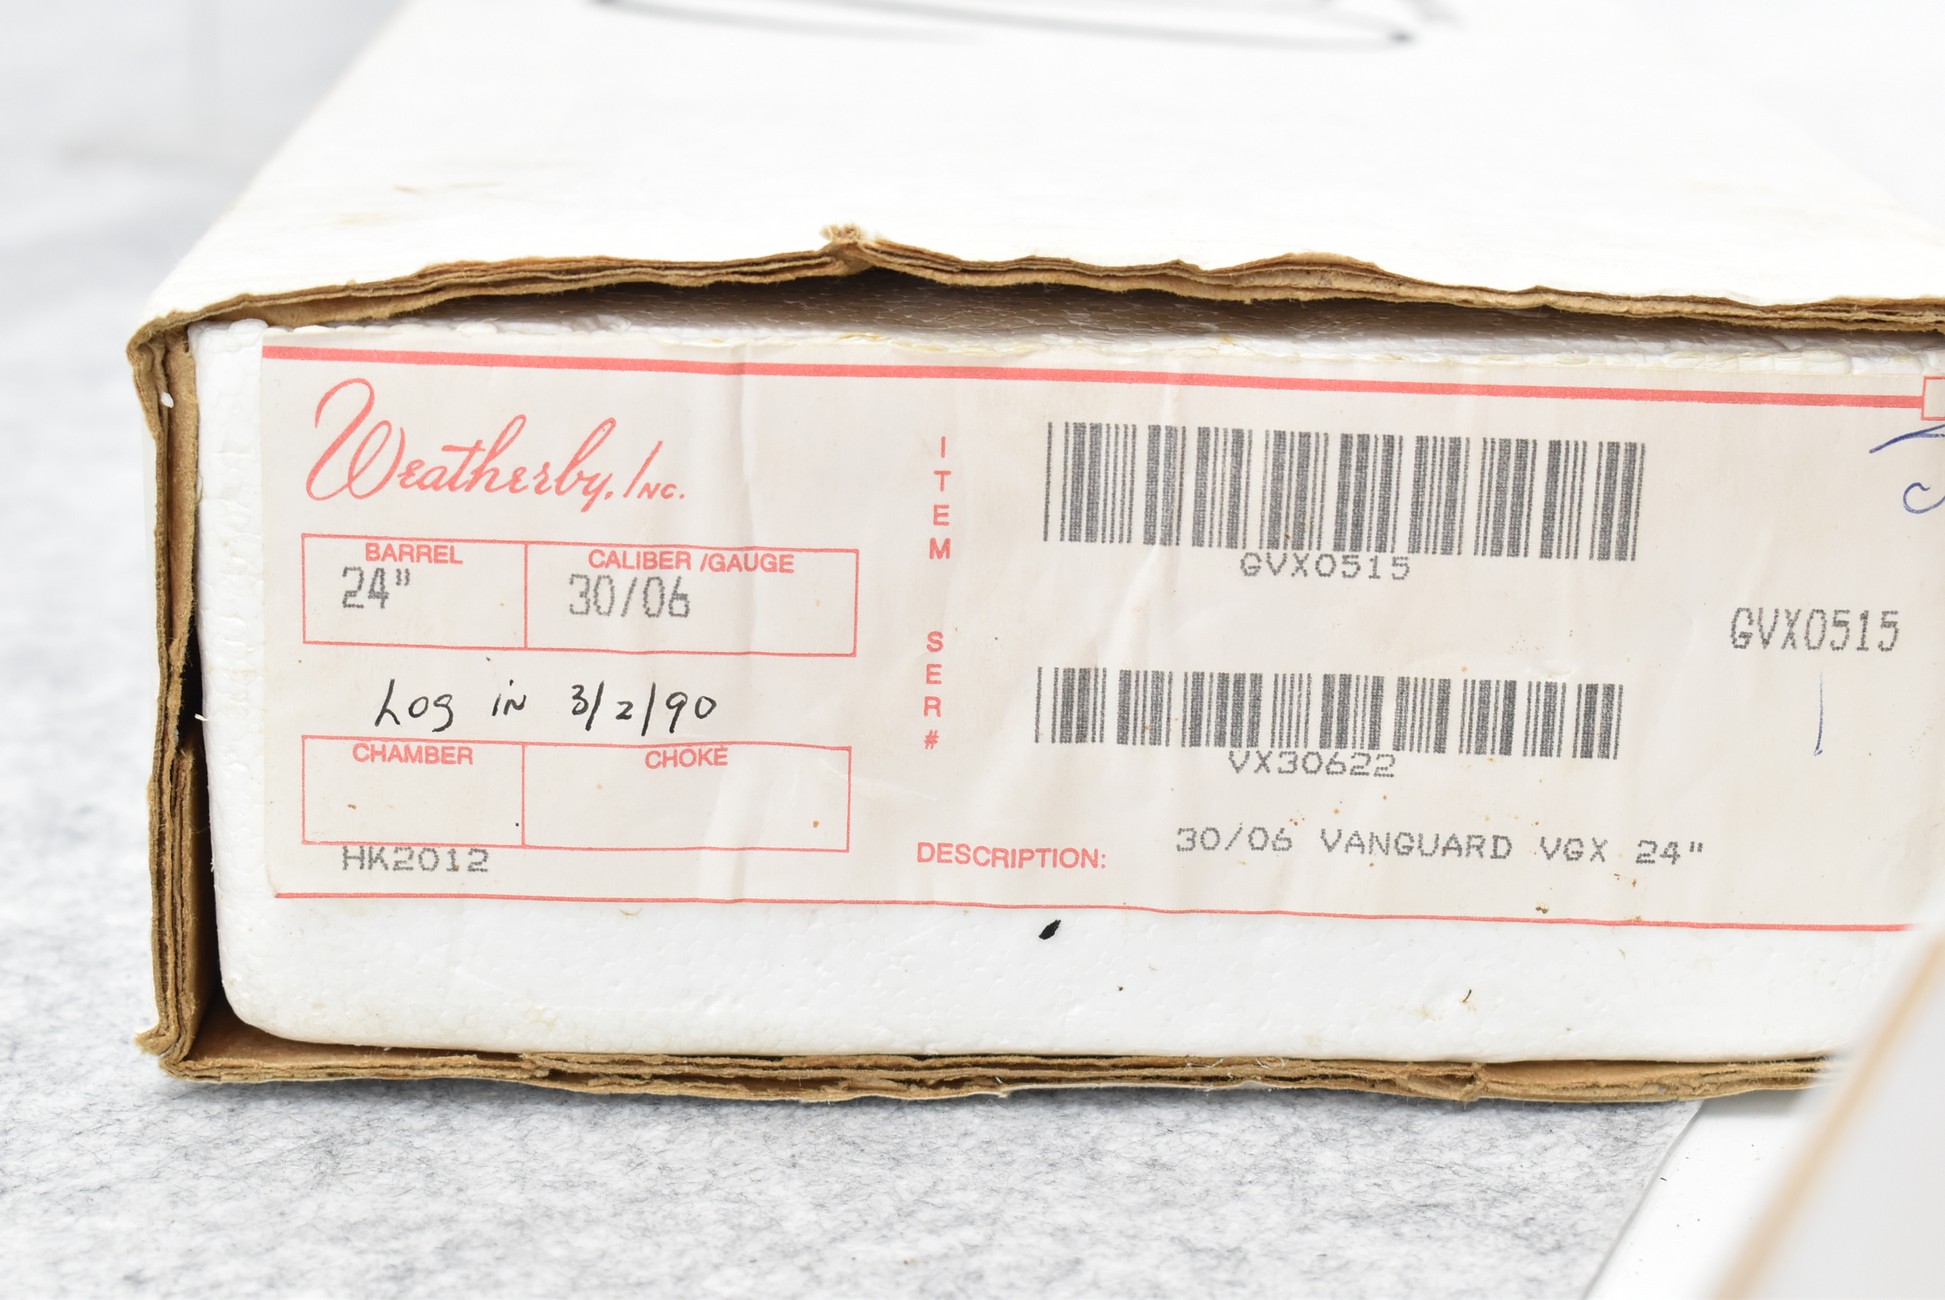 Weatherby, Inc.
BARREL CALIBER /GAUGE
24" 30/06
Log in 3/2/90
CHAMBER CHOKE
HK2012
ITEM
GVX0515
GVX0515
SER#
VX30622
DESCRIPTION: 30/06 VANGUARD VGX 24"